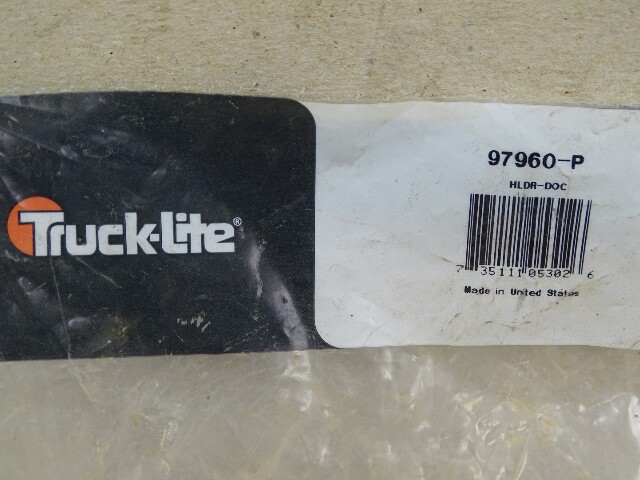 Truck-Lite®
97960-P
HLDR-DOC
7 35111 05302 6
Made in United States